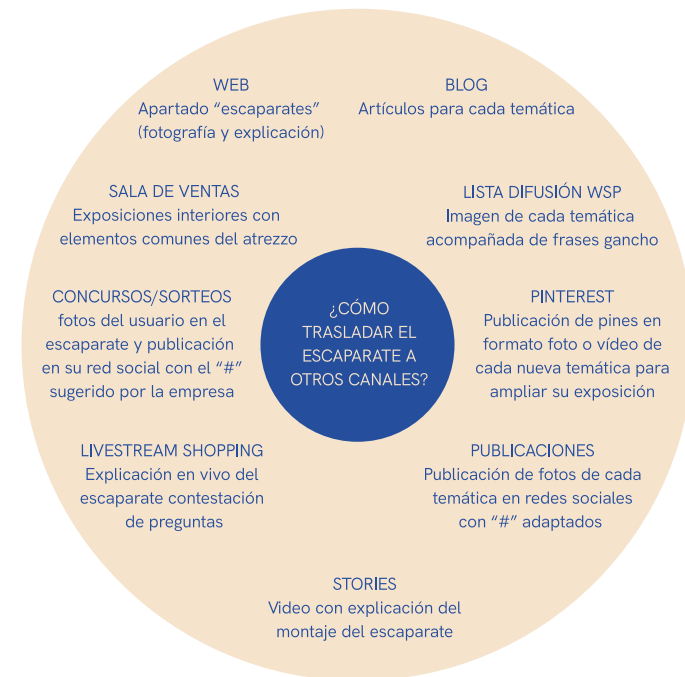 WEB
Apartado “escaparates”
(fotografía y explicación)
BLOG
Artículos para cada temática
SALA DE VENTAS
Exposiciones interiores con
elementos comunes del atrezzo
LISTA DIFUSIÓN WSP
Imagen de cada temática
acompañada de frases gancho
CONCURSOS/SORTEOS
fotos del usuario en el
escaparate y publicación
en su red social con el “#”
sugerido por la empresa
¿CÓMO
TRASLADAR EL
ESCAPARATE A
OTROS CANALES?
PINTEREST
Publicación de pines en
formato foto o vídeo de
cada nueva temática para
ampliar su exposición
LIVESTREAM SHOPPING
Explicación en vivo del
escaparate contestación
de preguntas
PUBLICACIONES
Publicación de fotos de cada
temática en redes sociales
con “#” adaptados
STORIES
Video con explicación del
montaje del escaparate